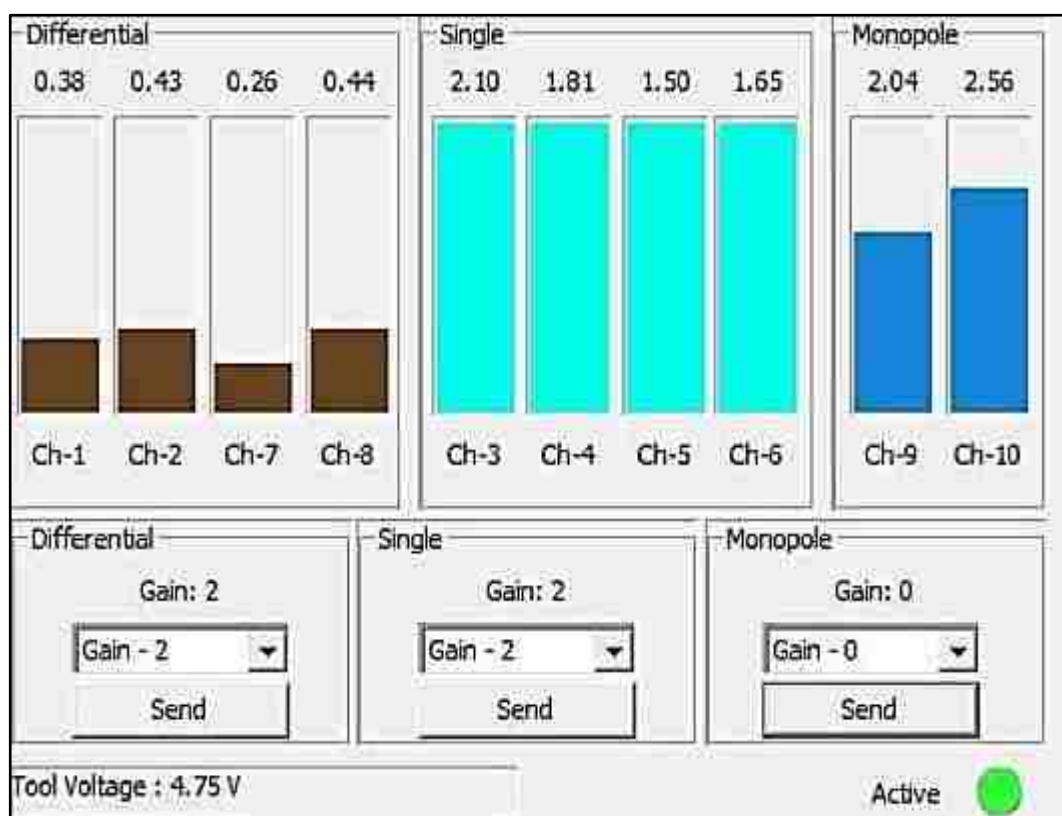 Differential Single Monopole
0.38 0.43 0.26 0.44 2.10 1.81 1.50 1.65 2.04 2.56
Ch-1 Ch-2 Ch-7 Ch-8 Ch-3 Ch-4 Ch-5 Ch-6 Ch-9 Ch-10
Differential Single Monopole
Gain: 2 Gain: 2 Gain: 0
Gain - 2 Gain - 2 Gain - 0
Send Send Send
Tool Voltage : 4.75 V Active